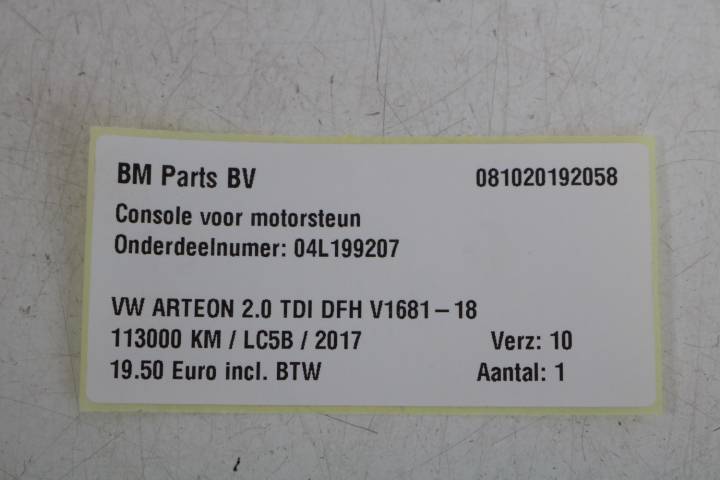 BM Parts BV 081020192058
Console voor motorsteun
Onderdeelnumer: 04L199207
VW ARTEON 2.0 TDI DFH V1681-18
113000 KM / LC5B / 2017 Verz: 10
19.50 Euro incl. BTW Aantal: 1